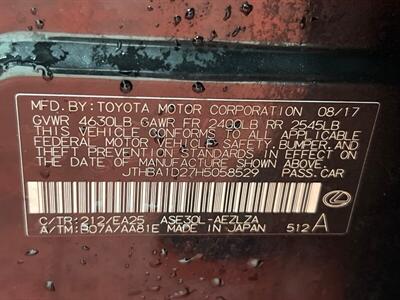 MFD. BY: TOYOTA MOTOR CORPORATION 08/17
GVWR 4630LB GAWR FR 2400LB RR 2545LB
THIS VEHICLE CONFORMS TO ALL APPLICABLE
FEDERAL MOTOR VEHICLE SAFETY, BUMPER, AND
THEFT PREVENTION STANDARDS IN EFFECT ON
THE DATE OF MANUFACTURE SHOWN ABOVE.
JTHBA1D27H5058529 PASS.CAR
C/TR: 212/EA25 ASE30L-AEZLZA
A/TM: B07A/AA81E MADE IN JAPAN 512 A